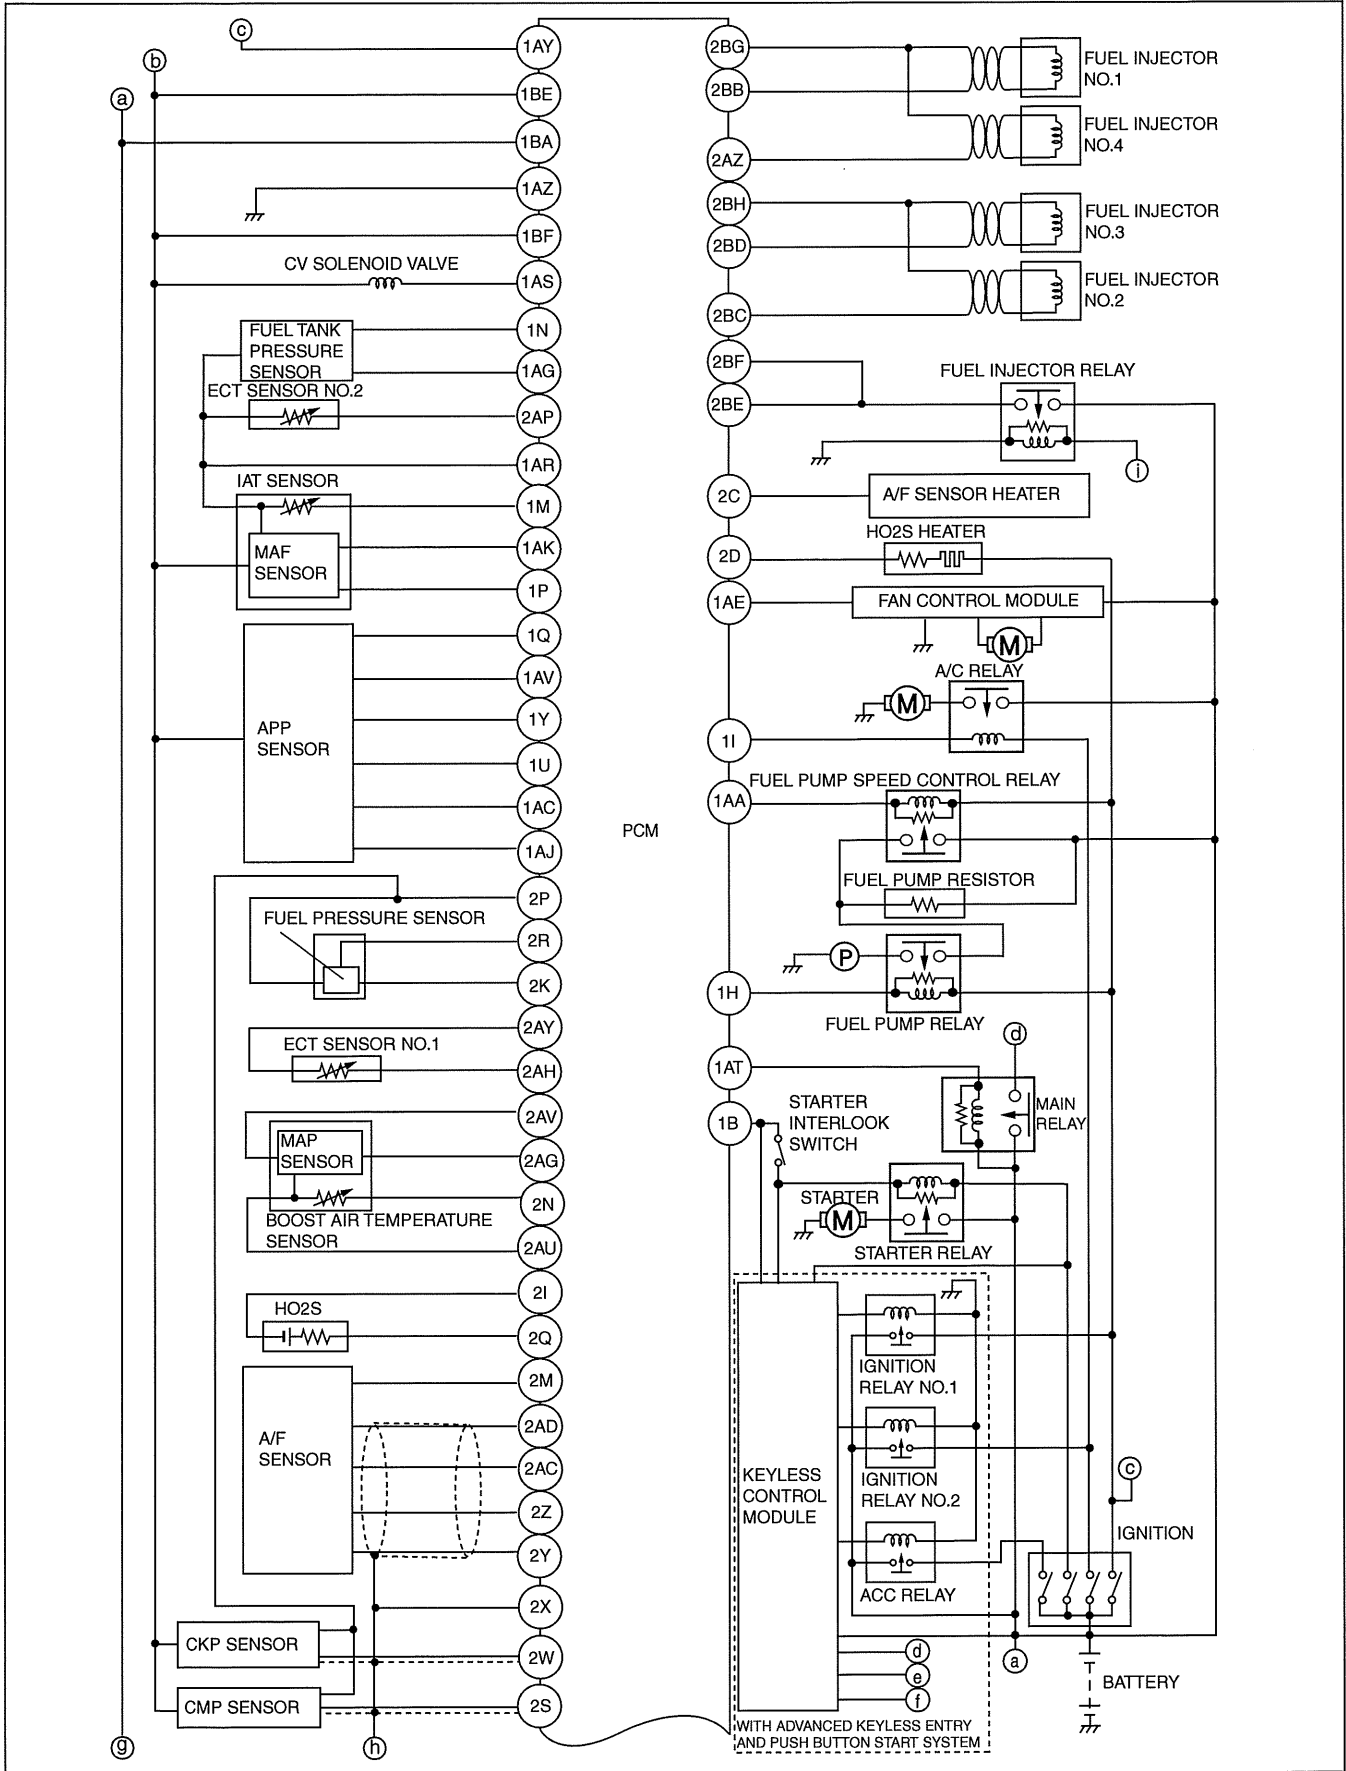 c
b
a
1AY
1BE
1BA
1AZ
1BF
CV SOLENOID VALVE
1AS
FUEL TANK
PRESSURE
SENSOR
1N
1AG
ECT SENSOR NO.2
2AP
1AR
IAT SENSOR
1M
MAF
SENSOR
1AK
1P
APP
SENSOR
1Q
1AV
1Y
1U
1AC
1AJ
2P
FUEL PRESSURE SENSOR
2R
2K
2AY
ECT SENSOR NO.1
2AH
2AV
MAP
SENSOR
2AG
2N
BOOST AIR TEMPERATURE
SENSOR
2AU
2I
HO2S
2Q
A/F
SENSOR
2M
2AD
2AC
2Z
2Y
2X
CKP SENSOR
2W
CMP SENSOR
2S
g
h
PCM
2BG
FUEL INJECTOR
NO.1
2BB
FUEL INJECTOR
NO.4
2AZ
2BH
FUEL INJECTOR
NO.3
2BD
FUEL INJECTOR
NO.2
2BC
2BF
FUEL INJECTOR RELAY
2BE
i
2C
A/F SENSOR HEATER
HO2S HEATER
2D
1AE
FAN CONTROL MODULE
M
A/C RELAY
M
1I
FUEL PUMP SPEED CONTROL RELAY
1AA
FUEL PUMP RESISTOR
P
1H
FUEL PUMP RELAY
d
1AT
MAIN
RELAY
1B
STARTER
INTERLOOK
SWITCH
STARTER
M
STARTER RELAY
IGNITION
RELAY NO.1
IGNITION
RELAY NO.2
KEYLESS
CONTROL
MODULE
c
IGNITION
ACC RELAY
d
e
f
a
BATTERY
WITH ADVANCED KEYLESS ENTRY
AND PUSH BUTTON START SYSTEM